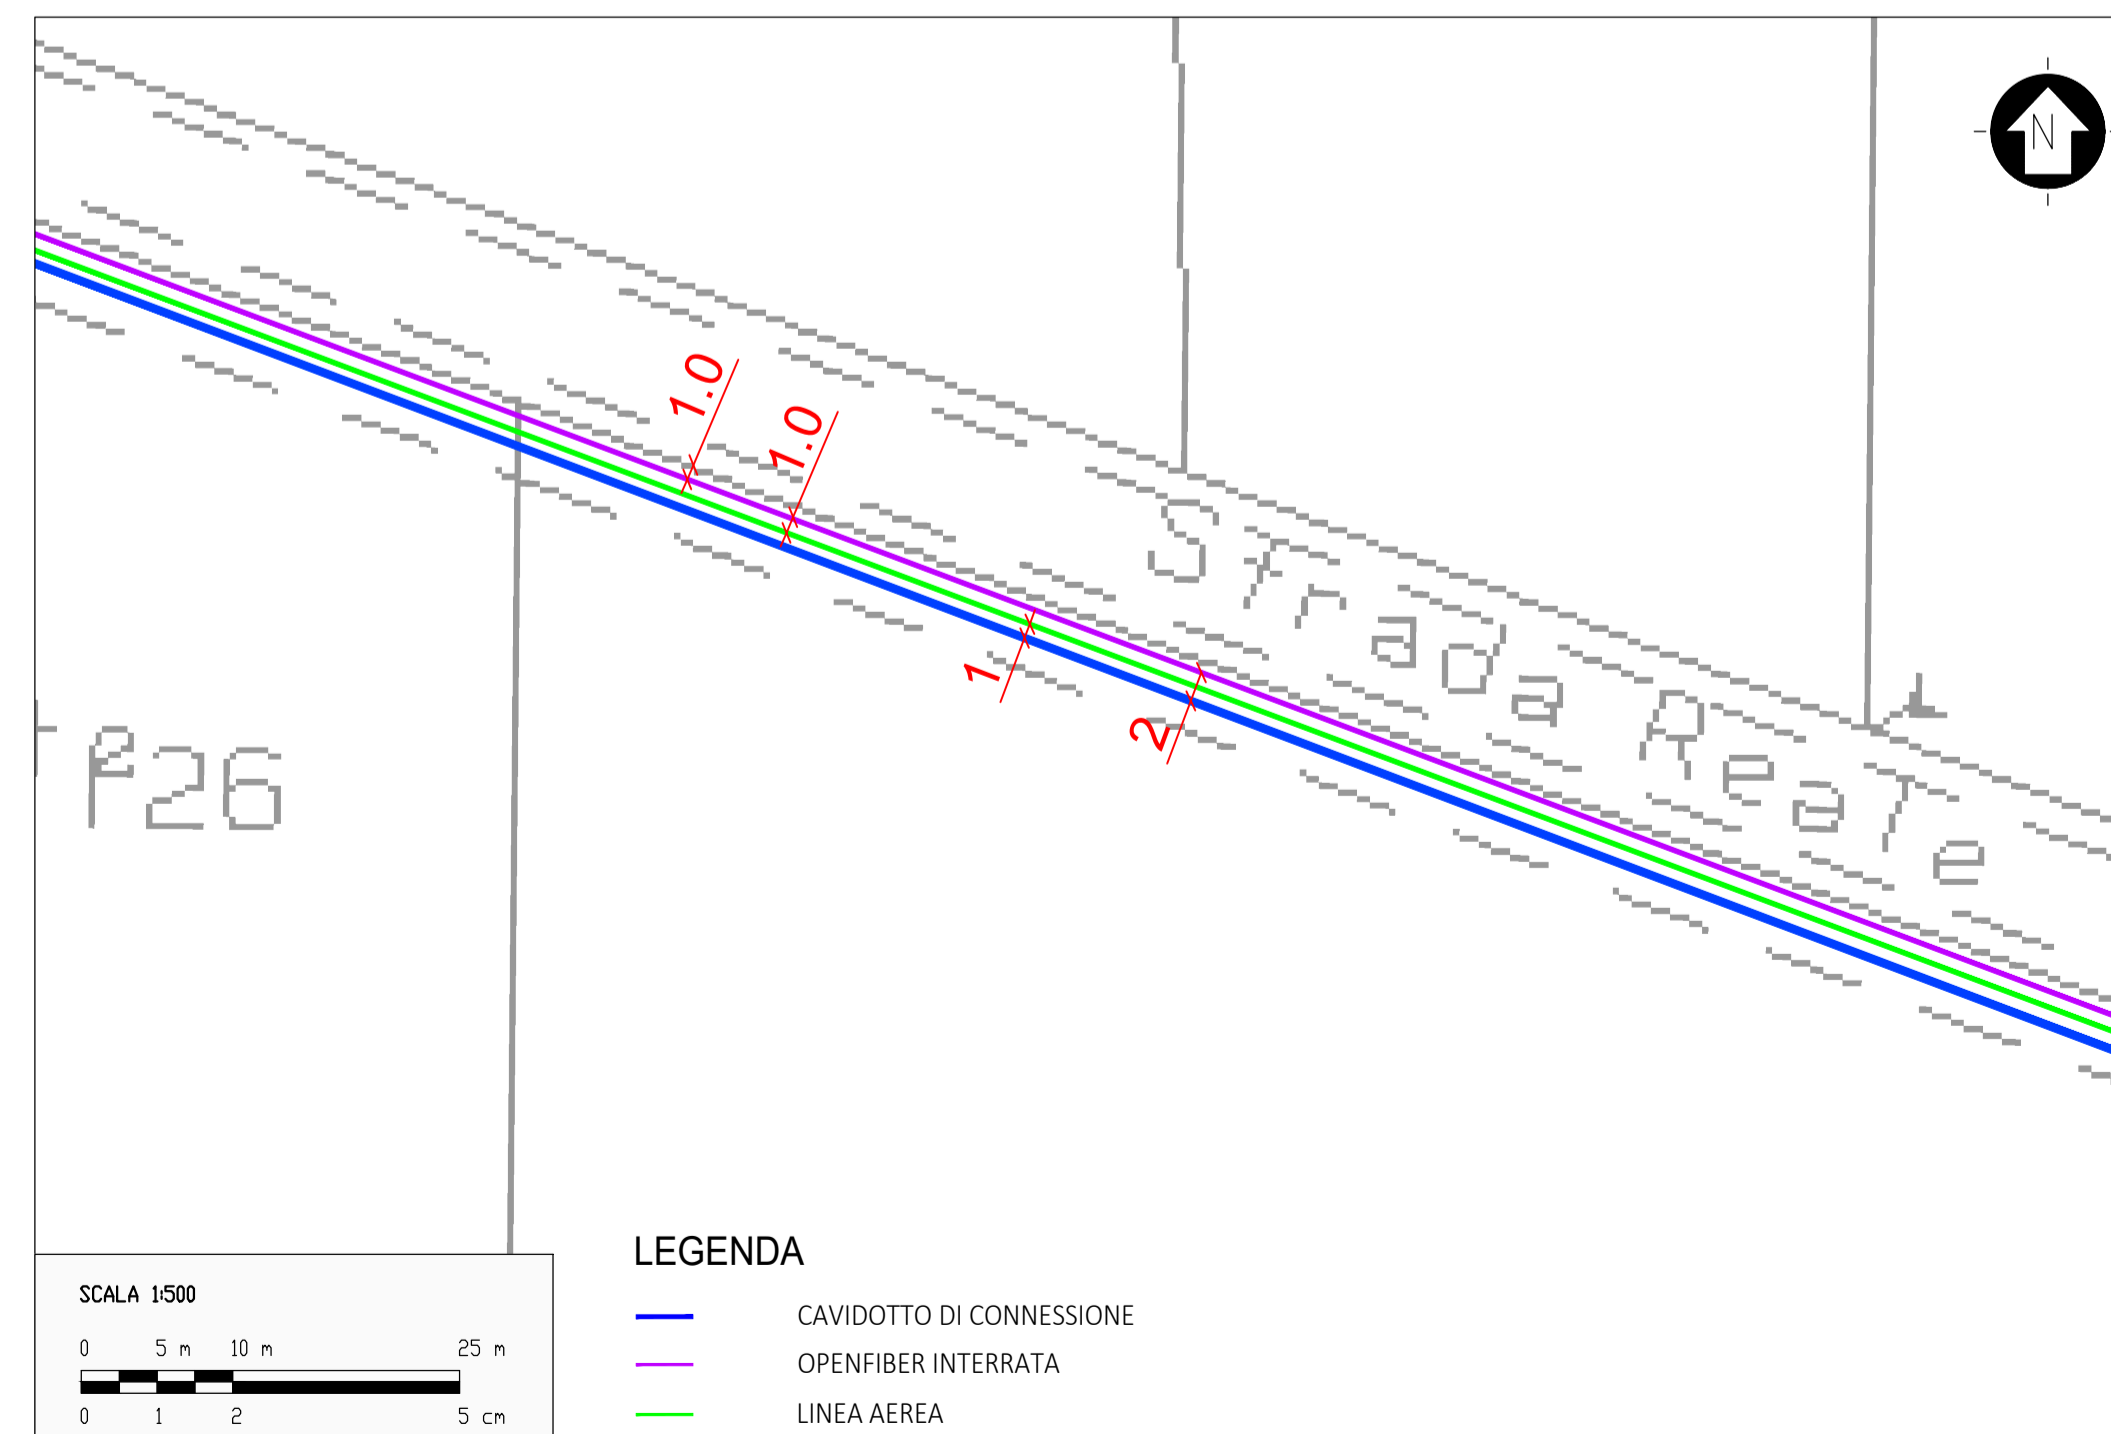 N
1.0
1.0
1
2
Strada Reale
26
SCALA 1:500
0 5 m 10 m 25 m
0 1 2 5 cm
LEGENDA
CAVIDOTTO DI CONNESSIONE
OPENFIBER INTERRATA
LINEA AEREA